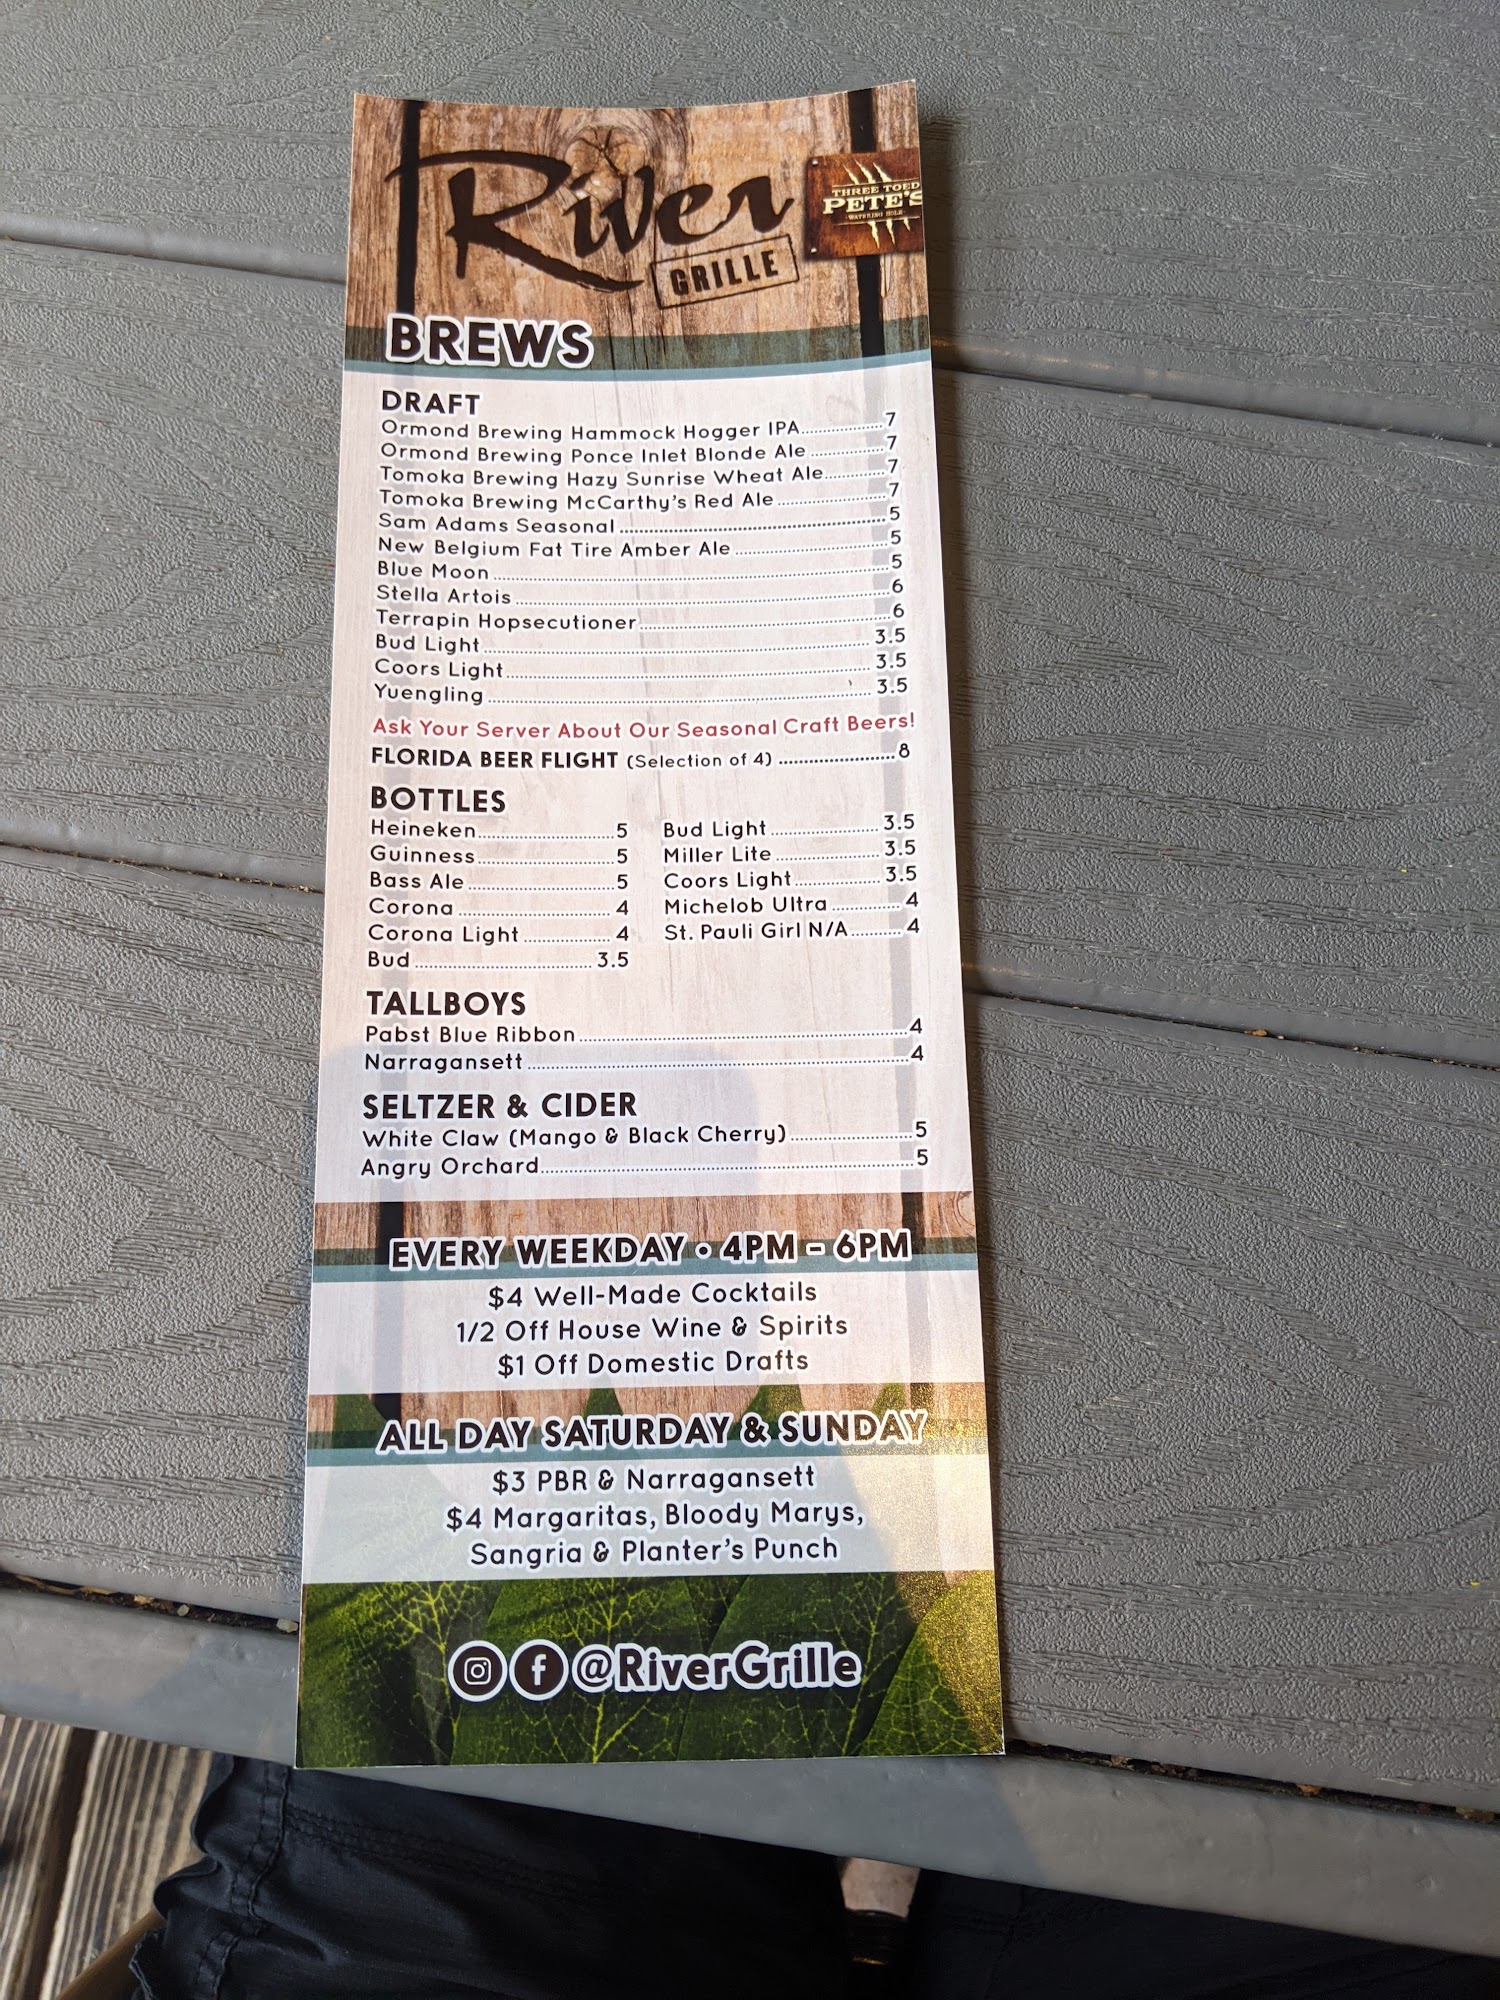 River
GRILLE
THREE TOED
PETE'S
WATERING HOLE
BREWS
DRAFT
Ormond Brewing Hammock Hogger IPA....................7
Ormond Brewing Ponce Inlet Blonde Ale....................7
Tomoka Brewing Hazy Sunrise Wheat Ale....................7
Tomoka Brewing McCarthy's Red Ale....................7
Sam Adams Seasonal....................5
New Belgium Fat Tire Amber Ale....................5
Blue Moon....................5
Stella Artois....................6
Terrapin Hopsecutioner....................6
Bud Light....................3.5
Coors Light....................3.5
Yuengling....................3.5
Ask Your Server About Our Seasonal Craft Beers!
FLORIDA BEER FLIGHT (Selection of 4)....................8
BOTTLES
Heineken....................5
Guinness....................5
Bass Ale....................5
Corona....................4
Corona Light....................4
Bud....................3.5
Bud Light....................3.5
Miller Lite....................3.5
Coors Light....................3.5
Michelob Ultra....................4
St. Pauli Girl N/A....................4
TALLBOYS
Pabst Blue Ribbon....................4
Narragansett....................4
SELTZER & CIDER
White Claw (Mango & Black Cherry)....................5
Angry Orchard....................5
EVERY WEEKDAY • 4PM - 6PM
$4 Well-Made Cocktails
1/2 Off House Wine & Spirits
$1 Off Domestic Drafts
ALL DAY SATURDAY & SUNDAY
$3 PBR & Narragansett
$4 Margaritas, Bloody Marys,
Sangria & Planter's Punch
@RiverGrille